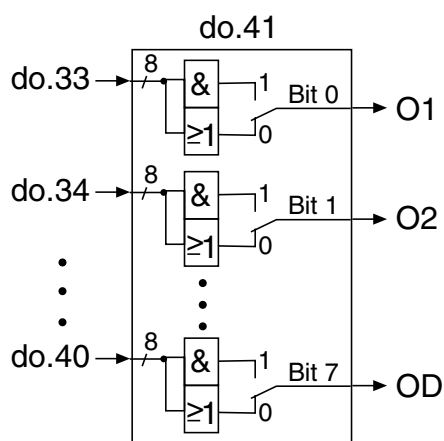 do.41
do.33 8 & 1 Bit 0 O1
≥1 0
do.34 8 & 1 Bit 1 O2
≥1 0
do.40 8 & 1 Bit 7 OD
≥1 0